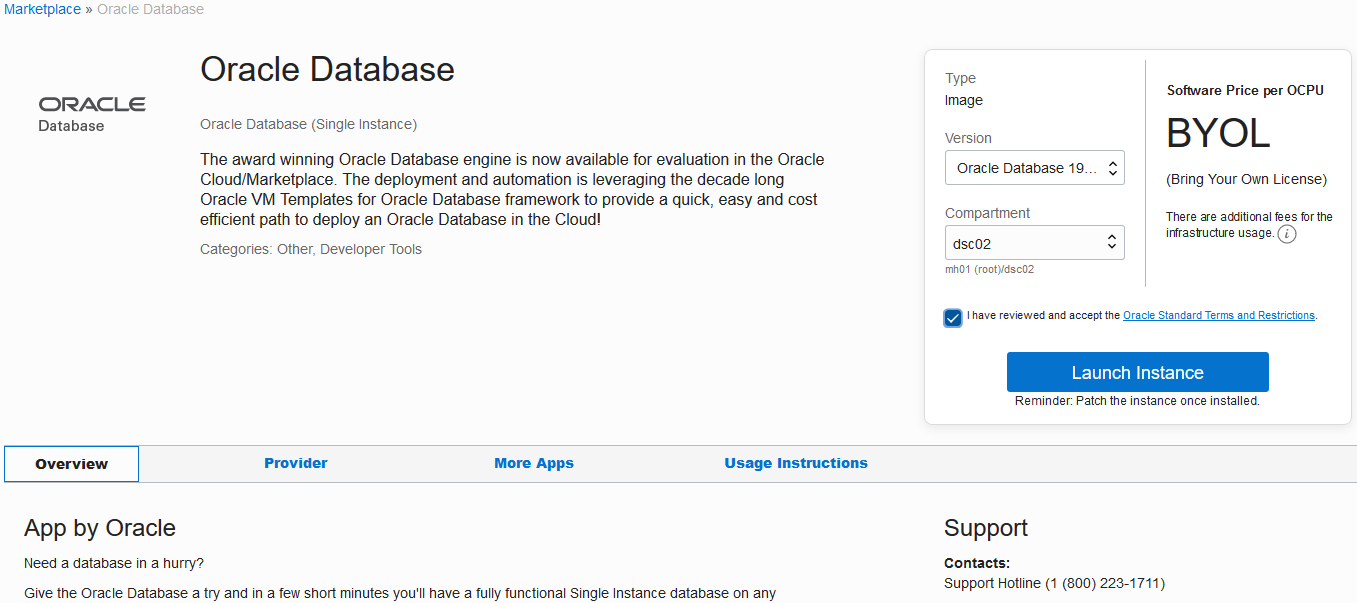 Marketplace » Oracle Database
ORACLE
Database
Oracle Database
Oracle Database (Single Instance)
The award winning Oracle Database engine is now available for evaluation in the Oracle
Cloud/Marketplace. The deployment and automation is leveraging the decade long
Oracle VM Templates for Oracle Database framework to provide a quick, easy and cost
efficient path to deploy an Oracle Database in the Cloud!
Categories: Other, Developer Tools
Type
Image
Version
Oracle Database 19...
Compartment
dsc02
mh01 (root)/dsc02
Software Price per OCPU
BYOL
(Bring Your Own License)
There are additional fees for the
infrastructure usage. i
I have reviewed and accept the Oracle Standard Terms and Restrictions.
Launch Instance
Reminder: Patch the instance once installed.
Overview
Provider
More Apps
Usage Instructions
App by Oracle
Need a database in a hurry?
Give the Oracle Database a try and in a few short minutes you'll have a fully functional Single Instance database on any
Support
Contacts:
Support Hotline (1 (800) 223-1711)